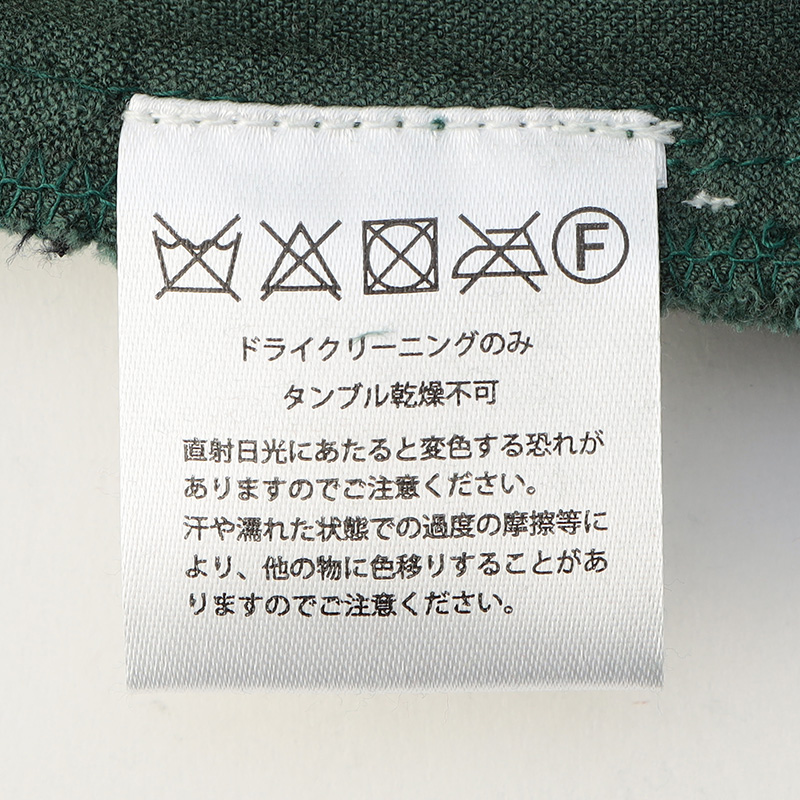 F
ドライクリーニングのみ
タンブル乾燥不可
直射日光にあたると変色する恐れが
ありますのでご注意ください。
汗や濡れた状態での過度の摩擦等に
より、他の物に色移りすることがあ
りますのでご注意ください。